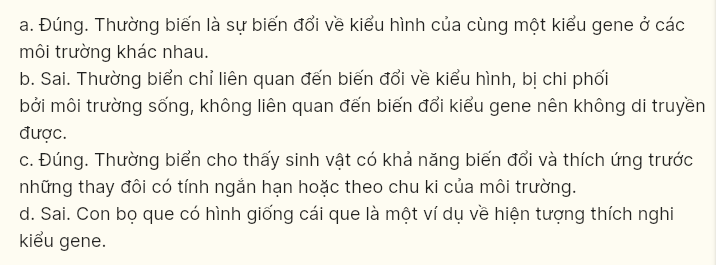 a. Đúng. Thường biến là sự biến đổi về kiểu hình của cùng một kiểu gene ở các
môi trường khác nhau.
b. Sai. Thường biển chỉ liên quan đến biến đổi về kiểu hình, bị chi phối
bởi môi trường sống, không liên quan đến biến đổi kiểu gene nên không di truyền
được.
c. Đúng. Thường biển cho thấy sinh vật có khả năng biến đổi và thích ứng trước
những thay đôi có tính ngắn hạn hoặc theo chu ki của môi trường.
d. Sai. Con bọ que có hình giống cái que là một ví dụ về hiện tượng thích nghi
kiểu gene.